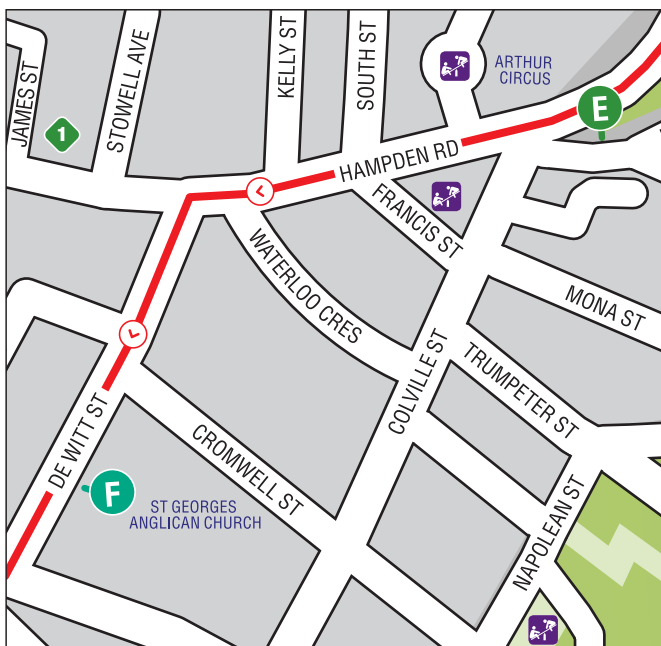 JAMES ST
STOWELL AVE
KELLY ST
SOUTH ST
ARTHUR
CIRCUS
E
1
HAMPDEN RD
FRANCIS ST
WATERLOO CRES
MONA ST
COLVILLE ST
TRUMPETER ST
DE WITT ST
CROMWELL ST
F
ST GEORGES
ANGLICAN CHURCH
NAPOLEAN ST